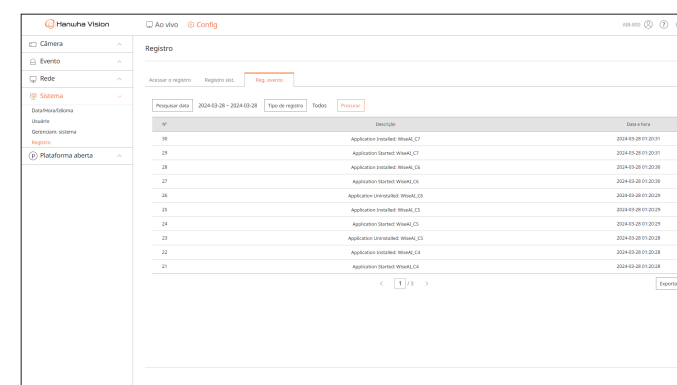 Hanwha Vision
Ao vivo Config
Câmera
Evento
Rede
Sistema
Data/Hora/Idioma
Usuário
Gerenciam. sistema
Registro
Plataforma aberta
Registro
Acessar o registro Registro sist. Reg. evento
Pesquisar data 2024-03-28 ~ 2024-03-28 Tipo de registro Todos Procurar
N° Descrição Data e hora
30 Application Installed: WiseAI_C7 2024-03-28 01:20:31
29 Application Started: WiseAI_C7 2024-03-28 01:20:31
28 Application Installed: WiseAI_C6 2024-03-28 01:20:30
27 Application Started: WiseAI_C6 2024-03-28 01:20:30
26 Application Uninstalled: WiseAI_C6 2024-03-28 01:20:29
25 Application Installed: WiseAI_C5 2024-03-28 01:20:29
24 Application Started: WiseAI_C5 2024-03-28 01:20:29
23 Application Uninstalled: WiseAI_C5 2024-03-28 01:20:28
22 Application Installed: WiseAI_C4 2024-03-28 01:20:28
21 Application Started: WiseAI_C4 2024-03-28 01:20:28
< 1 / 3 >
Exporta